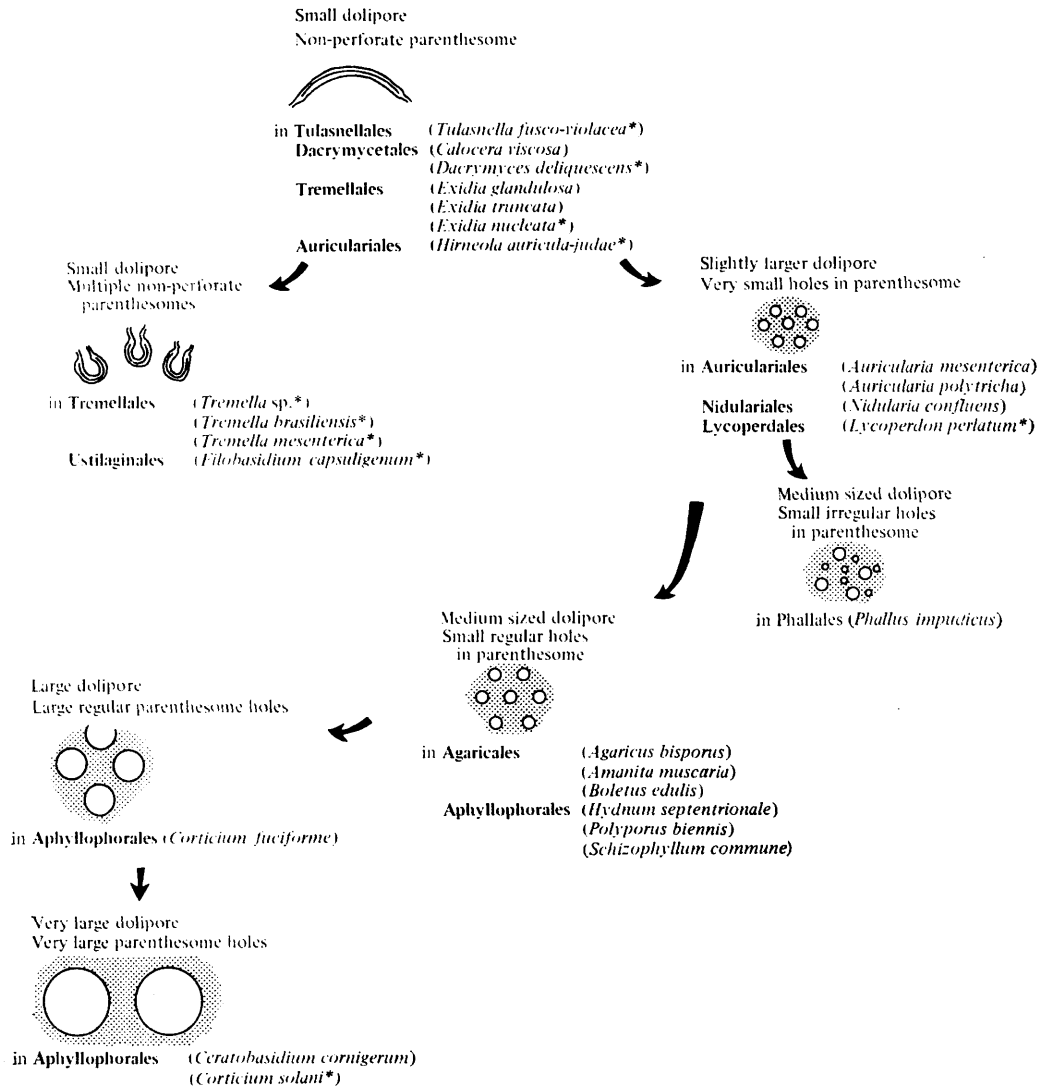 Small dolipore
Non-perforate parenthesome
in Tulasnellales (Tulasnella fusco-violacea*)
Dacrymycetales (Calocera viscosa)
(Dacrymyces deliquescens*)
Tremellales (Exidia glandulosa)
(Exidia truncata)
(Exidia nucleata*)
Auriculariales (Hirneola auricula-judae*)
Small dolipore
Multiple non-perforate
parenthesomes
in Tremellales (Tremella sp.*)
(Tremella brasiliensis*)
(Tremella mesenterica*)
Ustilaginales (Filobasidium capsuligenum*)
Slightly larger dolipore
Very small holes in parenthesome
in Auriculariales (Auricularia mesenterica)
(Auricularia polytricha)
Nidulariales (Nidularia confluens)
Lycoperdales (Lycoperdon perlatum*)
Medium sized dolipore
Small irregular holes
in parenthesome
in Phallales (Phallus impudicus)
Medium sized dolipore
Small regular holes
in parenthesome
in Agaricales (Agaricus bisporus)
(Amanita muscaria)
(Boletus edulis)
Aphyllophorales (Hydnum septentrionale)
(Polyporus biennis)
(Schizophyllum commune)
Large dolipore
Large regular parenthesome holes
in Aphyllophorales (Corticium fuciforme)
Very large dolipore
Very large parenthesome holes
in Aphyllophorales (Ceratobasidium cornigerum)
(Corticium solani*)